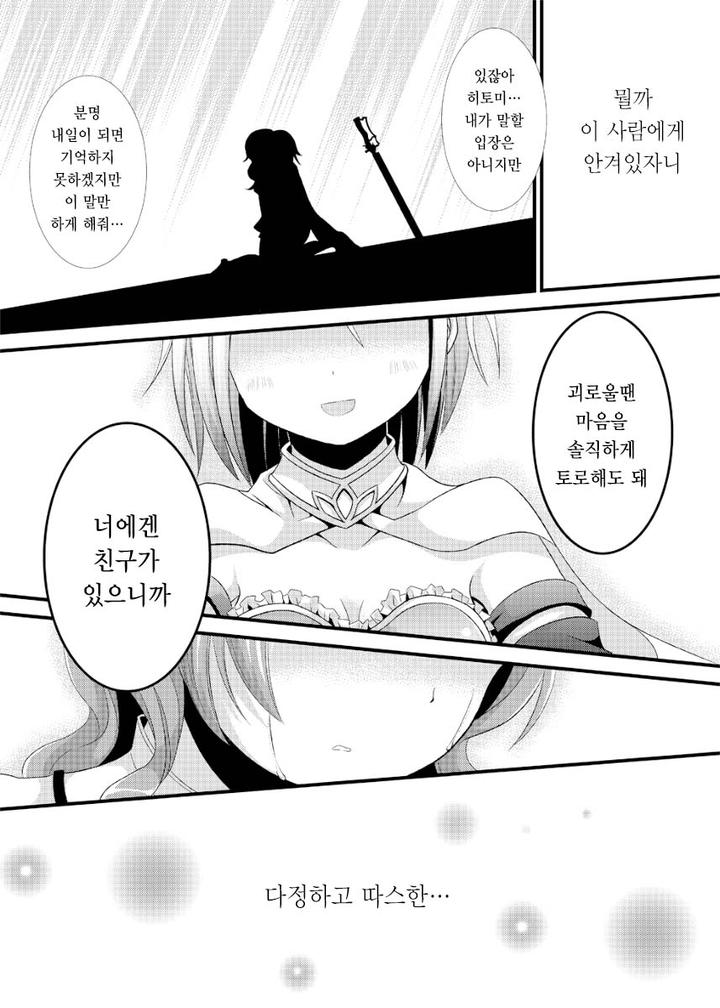 뭘까
이 사람에게
안겨있자니
있잖아
히토미…
내가 말할
입장은
아니지만
분명
내일이 되면
기억하지
못하겠지만
이 말만
하게 해줘…
괴로울땐
마음을
솔직하게
토로해도 돼
너에겐
친구가
있으니까
다정하고 따스한…